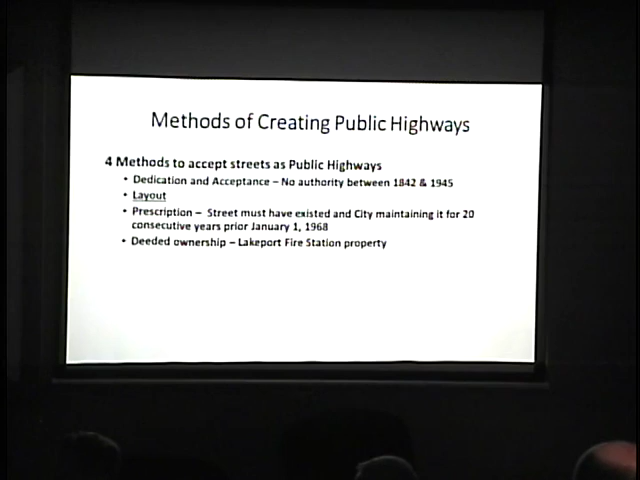 Methods of Creating Public Highways
4 Methods to accept streets as Public Highways
• Dedication and Acceptance – No authority between 1842 & 1945
• Layout
• Prescription – Street must have existed and City maintaining it for 20
consecutive years prior January 1, 1968
• Deeded ownership – Lakeport Fire Station property